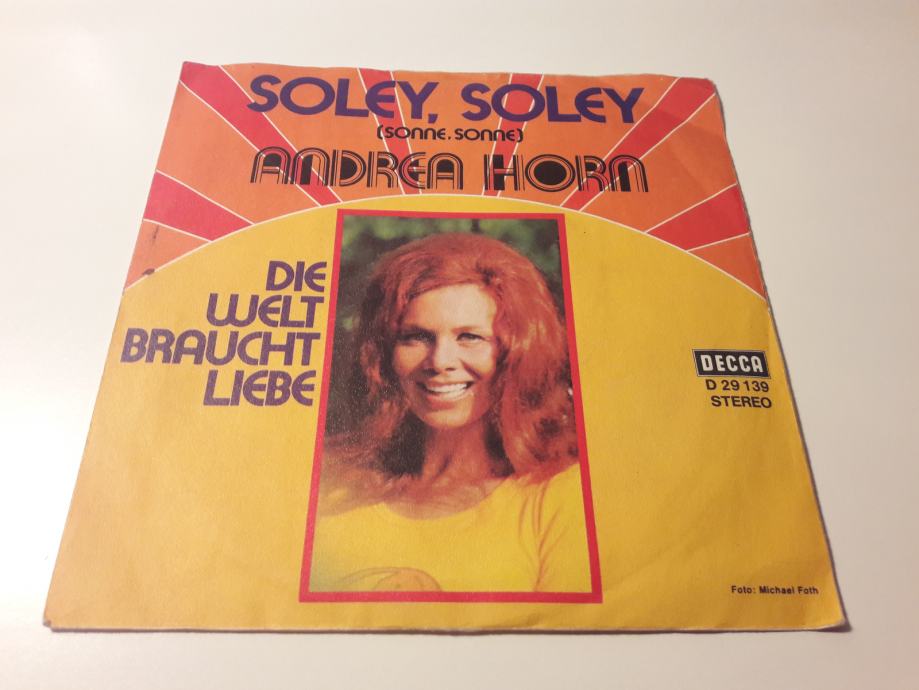 SOLEY, SOLEY
(SONNE, SONNE)
ANDREA HORN
DIE
WELT
BRAUCHT
LIEBE
DECCA
D 29 139
STEREO
Foto: Michael Foth